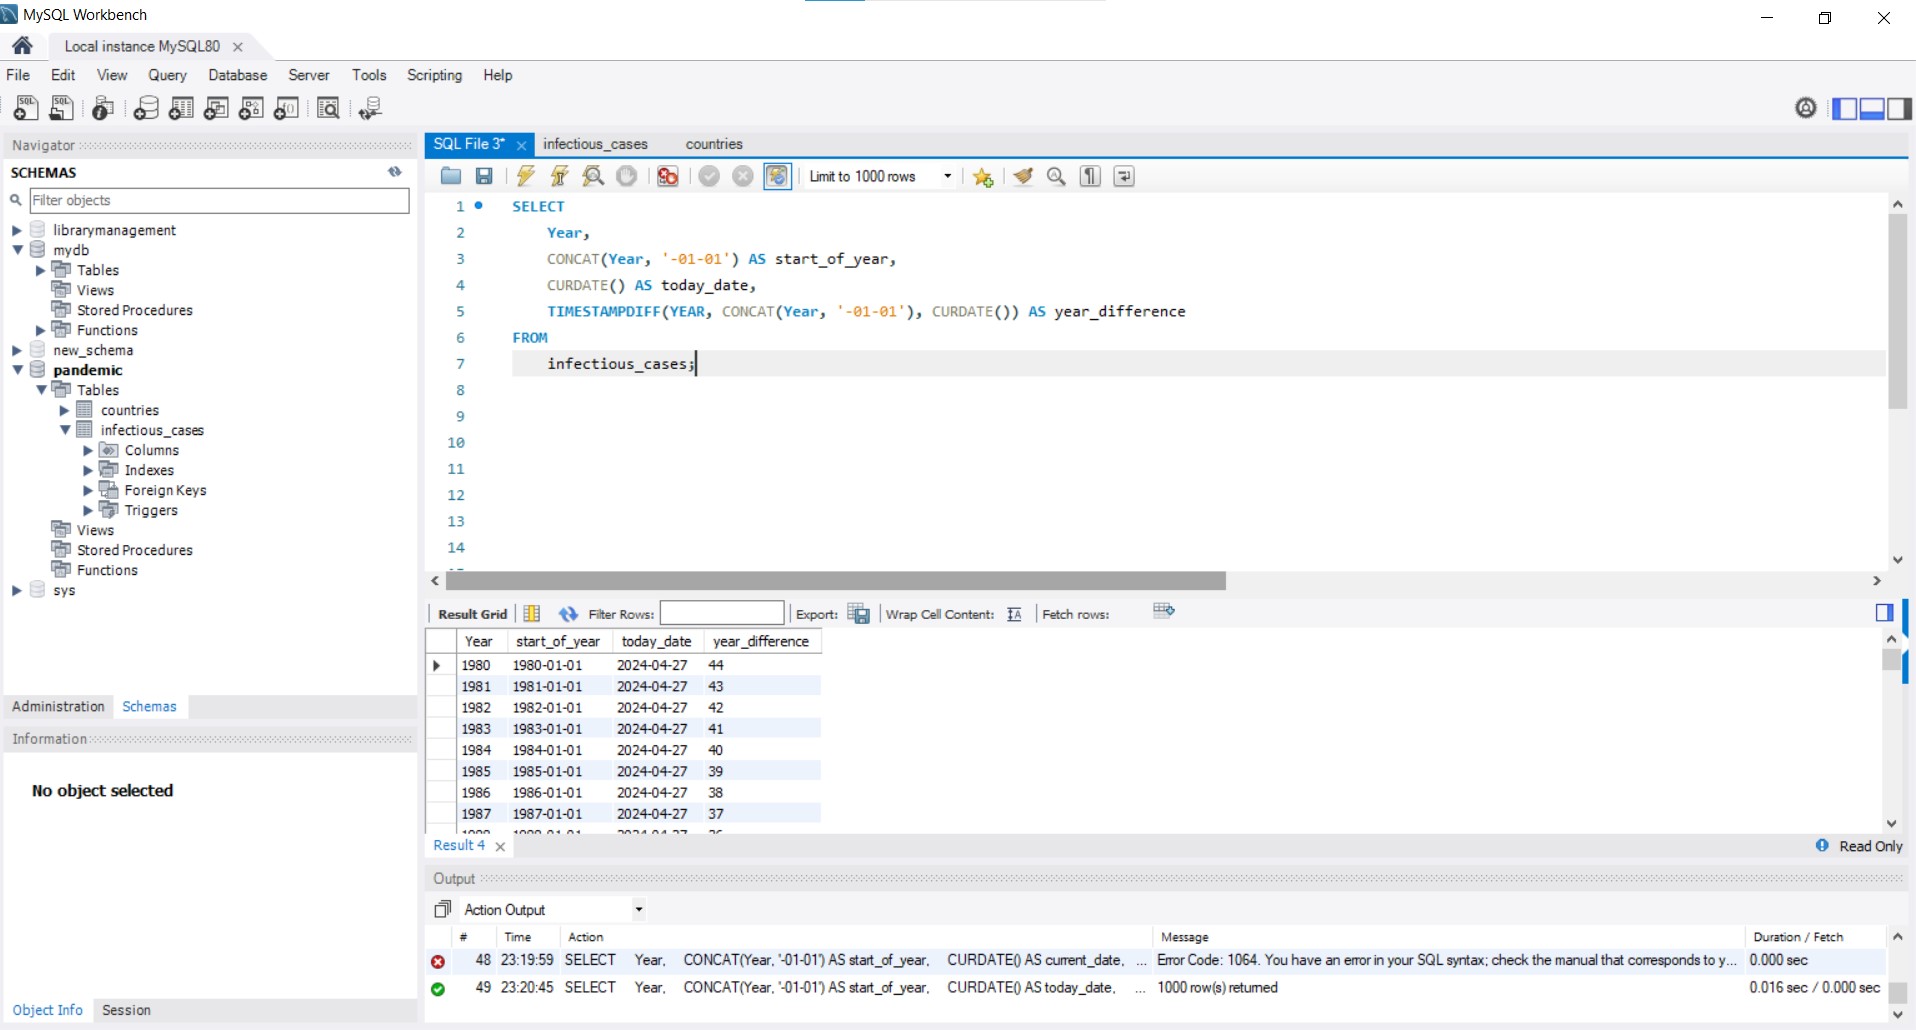 MySQL Workbench
Local instance MySQL80
File Edit View Query Database Server Tools Scripting Help
Navigator
SCHEMAS
Filter objects
librarymanagement
mydb
Tables
Views
Stored Procedures
Functions
new_schema
pandemic
Tables
countries
infectious_cases
Columns
Indexes
Foreign Keys
Triggers
Views
Stored Procedures
Functions
sys
Administration Schemas
Information
No object selected
Object Info Session
SQL File 3* infectious_cases countries
Limit to 1000 rows
1 SELECT
2 Year,
3 CONCAT(Year, '-01-01') AS start_of_year,
4 CURDATE() AS today_date,
5 TIMESTAMPDIFF(YEAR, CONCAT(Year, '-01-01'), CURDATE()) AS year_difference
6 FROM
7 infectious_cases;
8
9
10
11
12
13
14
Result Grid Filter Rows: Export: Wrap Cell Content: Fetch rows:
Year start_of_year today_date year_difference
1980 1980-01-01 2024-04-27 44
1981 1981-01-01 2024-04-27 43
1982 1982-01-01 2024-04-27 42
1983 1983-01-01 2024-04-27 41
1984 1984-01-01 2024-04-27 40
1985 1985-01-01 2024-04-27 39
1986 1986-01-01 2024-04-27 38
1987 1987-01-01 2024-04-27 37
Result 4 Read Only
Output
Action Output
# Time Action Message Duration / Fetch
48 23:19:59 SELECT Year, CONCAT(Year, '-01-01') AS start_of_year, CURDATE() AS current_date, ... Error Code: 1064. You have an error in your SQL syntax; check the manual that corresponds to y... 0.000 sec
49 23:20:45 SELECT Year, CONCAT(Year, '-01-01') AS start_of_year, CURDATE() AS today_date, ... 1000 row(s) returned 0.016 sec / 0.000 sec